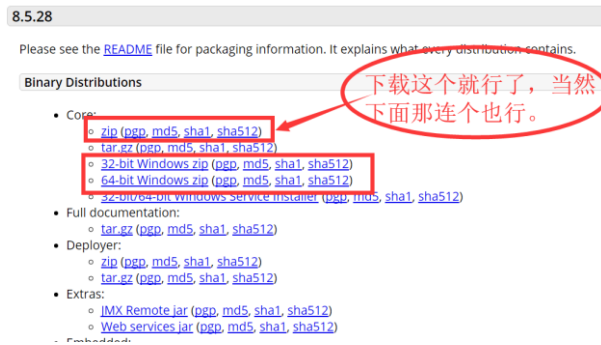 8.5.28
Please see the README file for packaging information. It explains what every distribution contains.
Binary Distributions
下载这个就行了，当然
下面那连个也行。
• Core:
zip (pgp, md5, sha1, sha512)
tar.gz (pgp, md5, sha1, sha512)
32-bit Windows zip (pgp, md5, sha1, sha512)
64-bit Windows zip (pgp, md5, sha1, sha512)
32-bit/64-bit Windows Service Installer (pgp, md5, sha1, sha512)
• Full documentation:
tar.gz (pgp, md5, sha1, sha512)
• Deployer:
zip (pgp, md5, sha1, sha512)
tar.gz (pgp, md5, sha1, sha512)
• Extras:
JMX Remote jar (pgp, md5, sha1, sha512)
Web services jar (pgp, md5, sha1, sha512)
• Embedded: